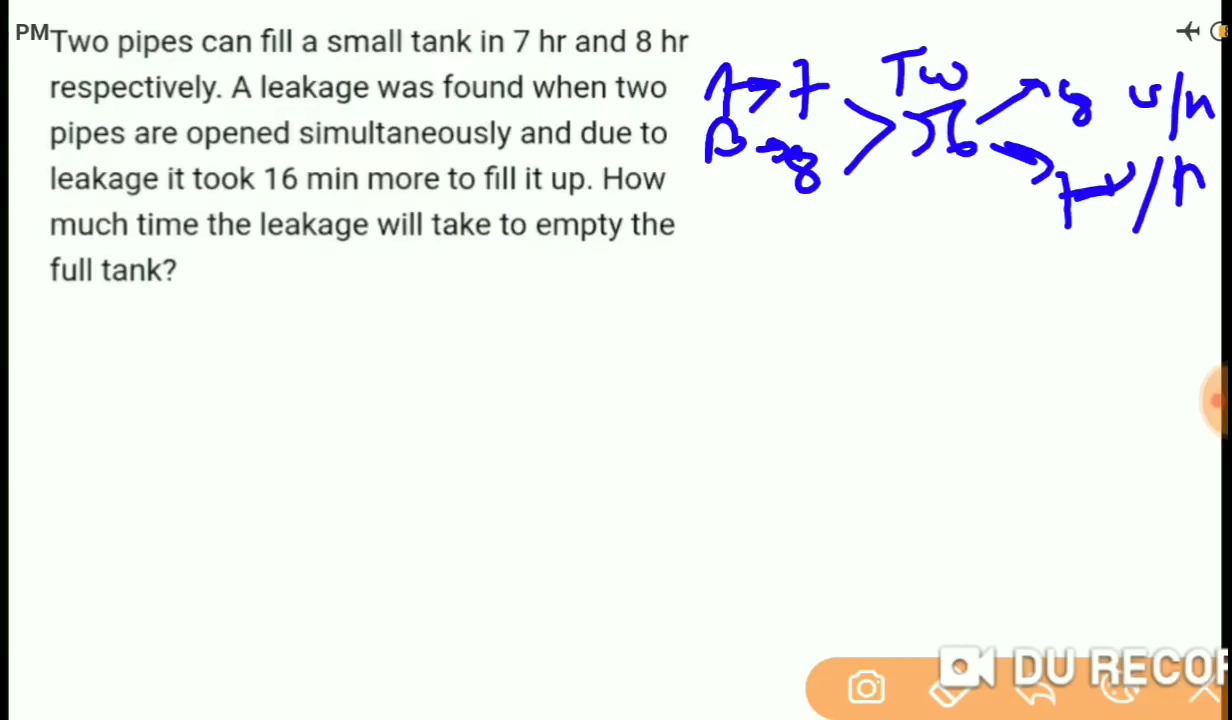 PM
Two pipes can fill a small tank in 7 hr and 8 hr
respectively. A leakage was found when two
pipes are opened simultaneously and due to
leakage it took 16 min more to fill it up. How
much time the leakage will take to empty the
full tank?
A → 7
B → 8
TW
56
8 u/h
7 u/h
DU RECOR